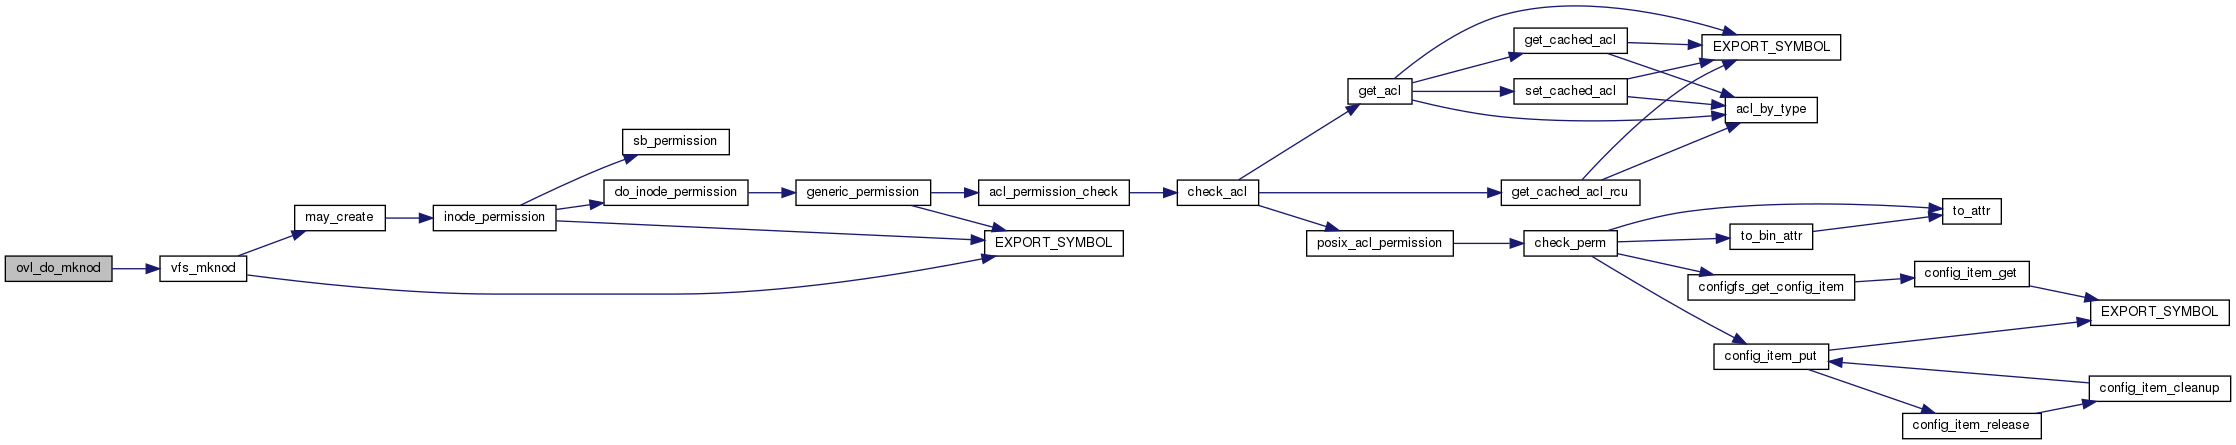 ovl_do_mknod
vfs_mknod
may_create
inode_permission
sb_permission
do_inode_permission
generic_permission
EXPORT_SYMBOL
acl_permission_check
check_acl
get_acl
get_cached_acl
set_cached_acl
EXPORT_SYMBOL
acl_by_type
get_cached_acl_rcu
posix_acl_permission
check_perm
to_attr
to_bin_attr
configfs_get_config_item
config_item_get
EXPORT_SYMBOL
config_item_put
config_item_cleanup
config_item_release